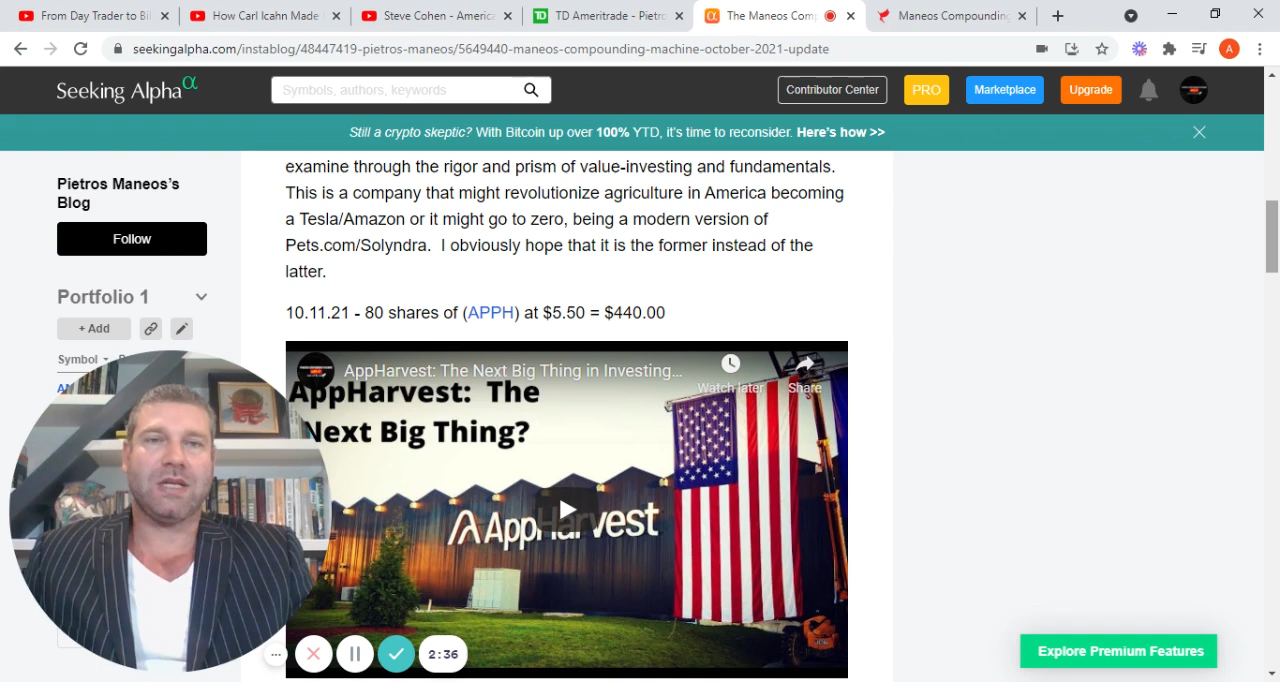 From Day Trader to Bil
How Carl Icahn Made
Steve Cohen - America
TD Ameritrade - Pietro
The Maneos Comp
Maneos Compounding
seekingalpha.com/instablog/48447419-pietros-maneos/5649440-maneos-compounding-machine-october-2021-update
A
Seeking Alpha α
Symbols, authors, keywords
Contributor Center
PRO
Marketplace
Upgrade
Still a crypto skeptic? With Bitcoin up over 100% YTD, it's time to reconsider. Here's how >>
Pietros Maneos's
Blog
Follow
Portfolio 1
+ Add
Symbol
examine through the rigor and prism of value-investing and fundamentals.
This is a company that might revolutionize agriculture in America becoming
a Tesla/Amazon or it might go to zero, being a modern version of
Pets.com/Solyndra.  I obviously hope that it is the former instead of the
latter.
10.11.21 - 80 shares of (APPH) at $5.50 = $440.00
AppHarvest: The Next Big Thing in Investing...
Watch later
Share
AppHarvest: The
Next Big Thing?
AppHarvest
2:36
Explore Premium Features